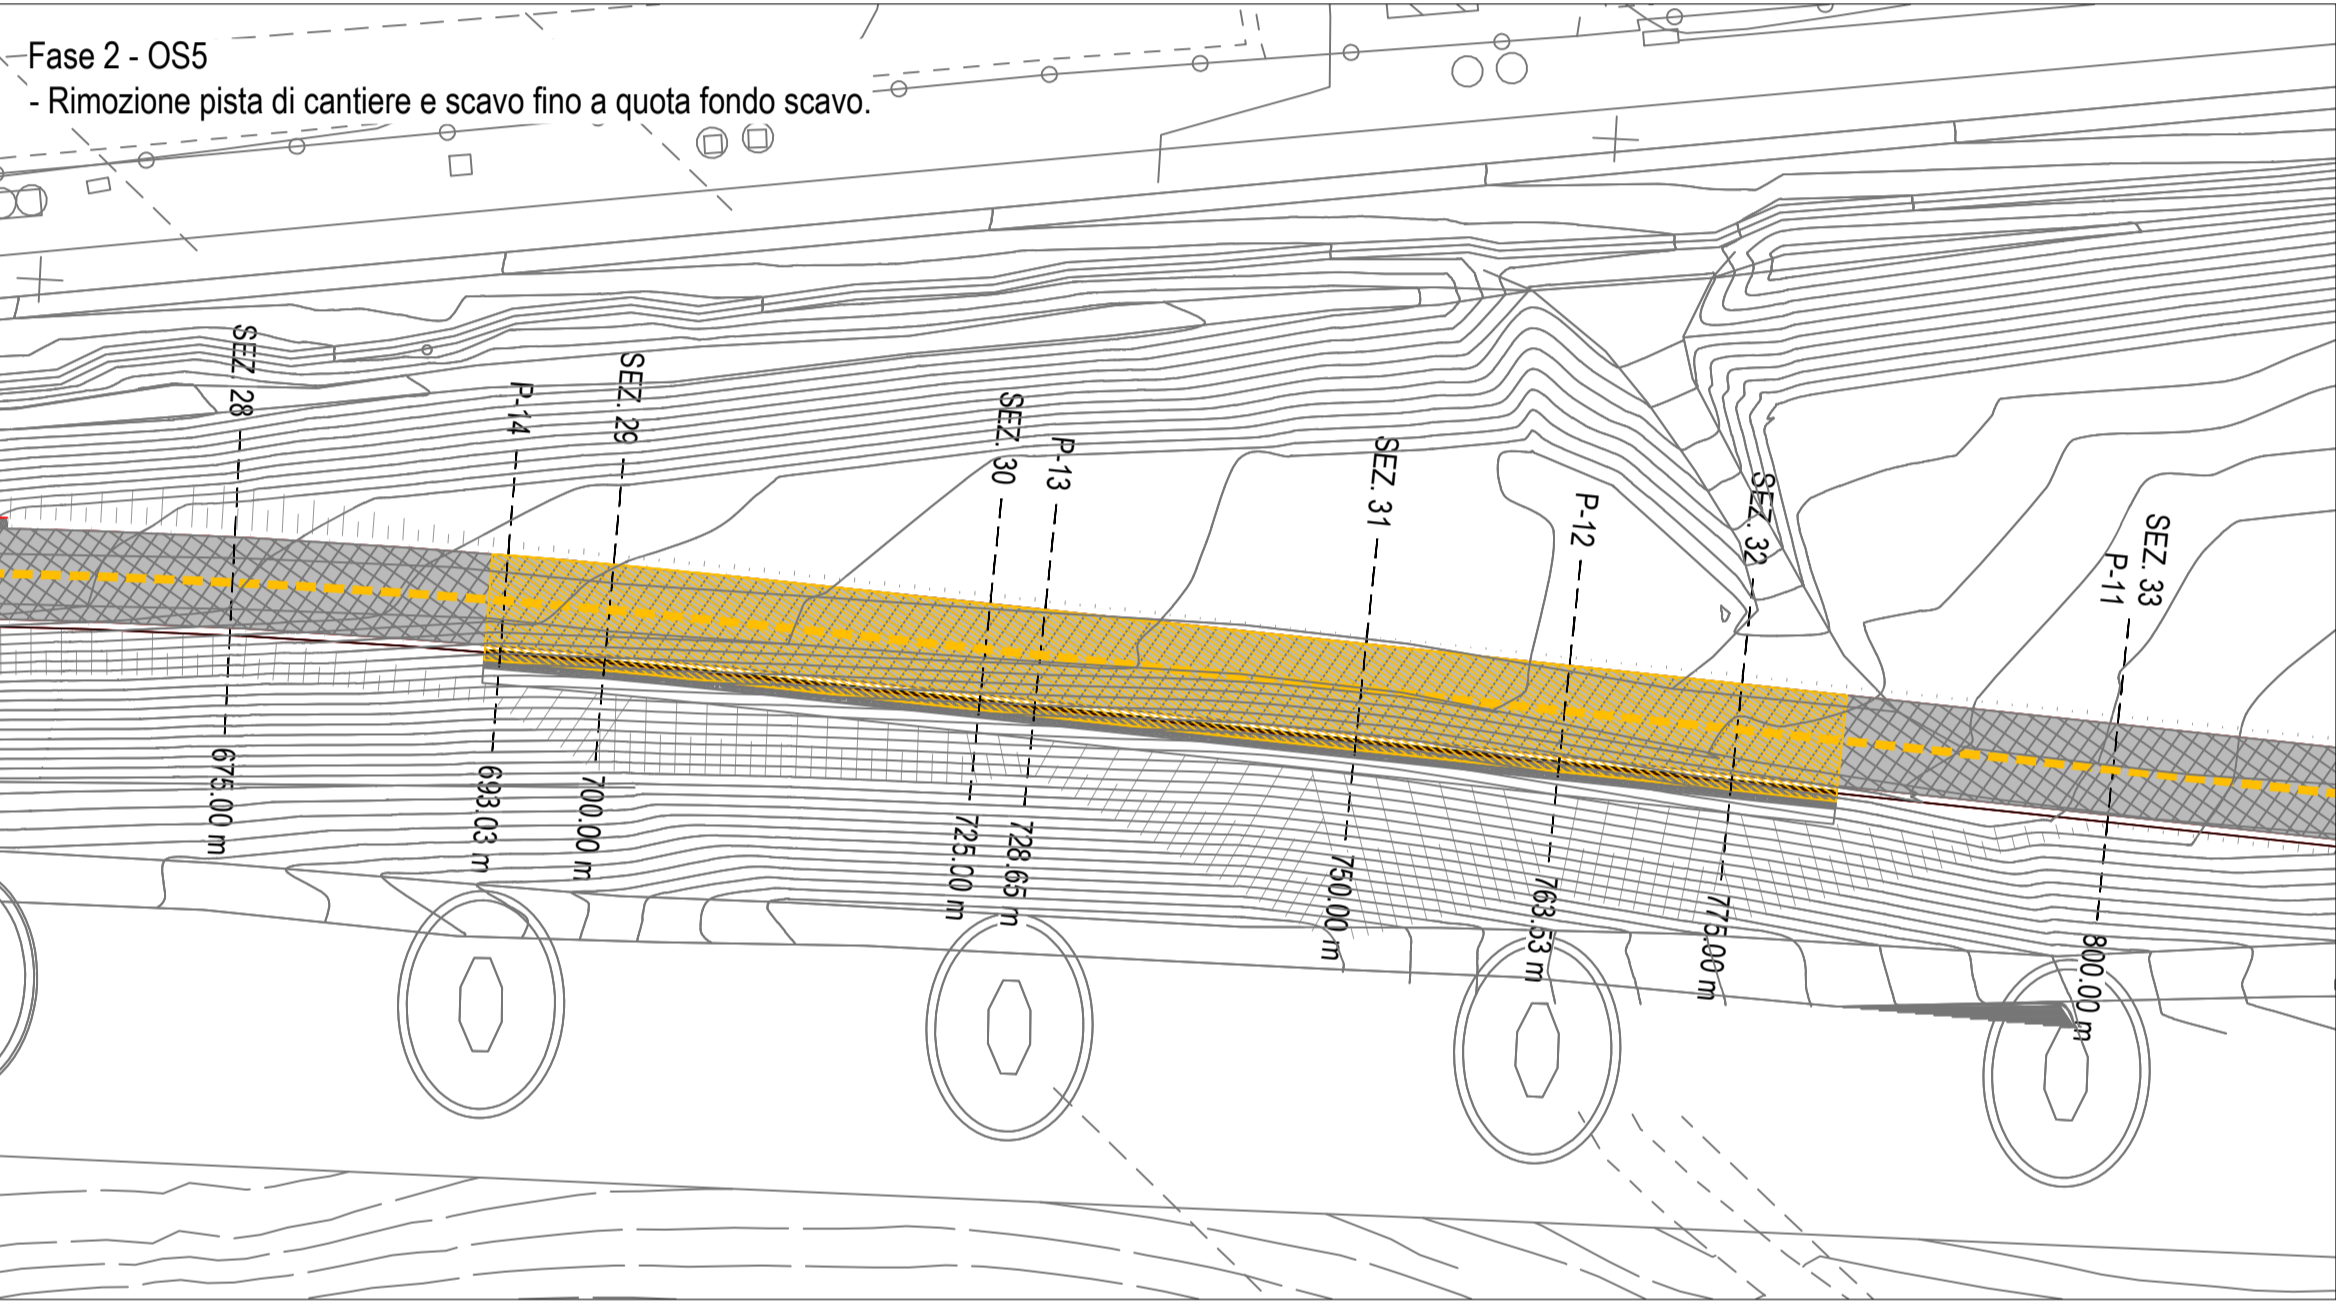 Fase 2 - OS5
- Rimozione pista di cantiere e scavo fino a quota fondo scavo.
SEZ. 28
P-14
SEZ. 29
SEZ. 30
P-13
SEZ. 31
P-12
SEZ. 32
SEZ. 33
P-11
675.00 m
693.03 m
700.00 m
725.00 m
728.65 m
750.00 m
763.53 m
775.00 m
800.00 m